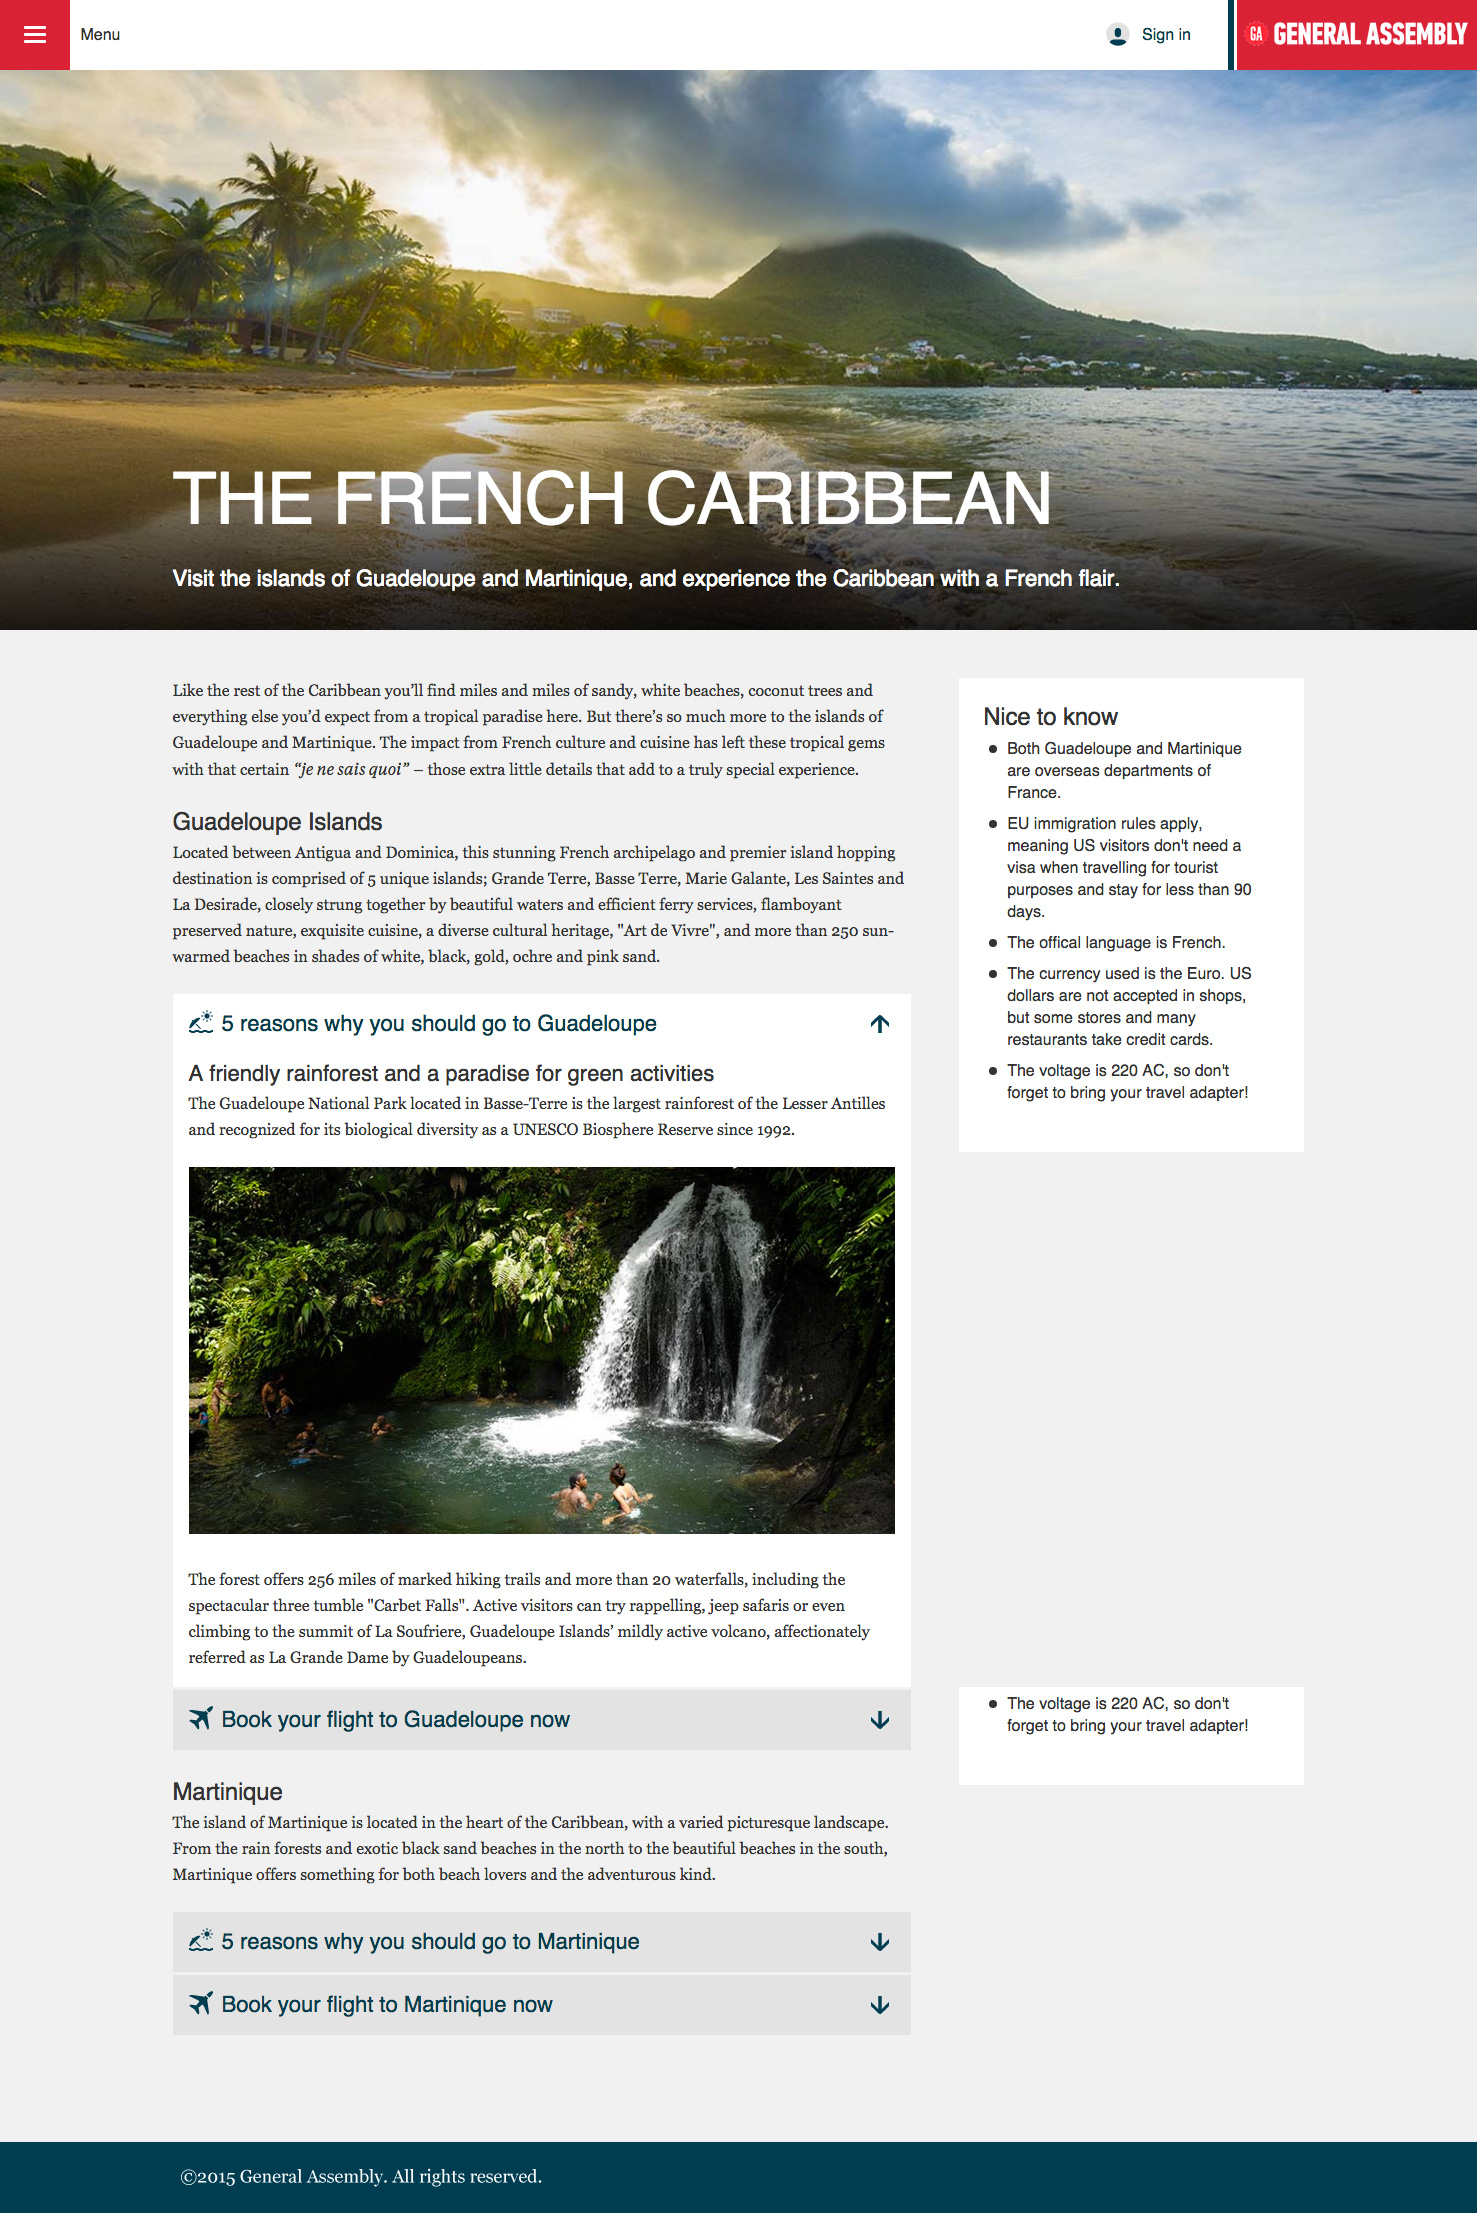 Menu
Sign in
GA GENERAL ASSEMBLY
THE FRENCH CARIBBEAN
Visit the islands of Guadeloupe and Martinique, and experience the Caribbean with a French flair.
Like the rest of the Caribbean you’ll find miles and miles of sandy, white beaches, coconut trees and
everything else you’d expect from a tropical paradise here. But there’s so much more to the islands of
Guadeloupe and Martinique. The impact from French culture and cuisine has left these tropical gems
with that certain “je ne sais quoi” – those extra little details that add to a truly special experience.
Guadeloupe Islands
Located between Antigua and Dominica, this stunning French archipelago and premier island hopping
destination is comprised of 5 unique islands; Grande Terre, Basse Terre, Marie Galante, Les Saintes and
La Desirade, closely strung together by beautiful waters and efficient ferry services, flamboyant
preserved nature, exquisite cuisine, a diverse cultural heritage, "Art de Vivre", and more than 250 sun-
warmed beaches in shades of white, black, gold, ochre and pink sand.
5 reasons why you should go to Guadeloupe
A friendly rainforest and a paradise for green activities
The Guadeloupe National Park located in Basse-Terre is the largest rainforest of the Lesser Antilles
and recognized for its biological diversity as a UNESCO Biosphere Reserve since 1992.
The forest offers 256 miles of marked hiking trails and more than 20 waterfalls, including the
spectacular three tumble "Carbet Falls". Active visitors can try rappelling, jeep safaris or even
climbing to the summit of La Soufriere, Guadeloupe Islands’ mildly active volcano, affectionately
referred as La Grande Dame by Guadeloupeans.
Book your flight to Guadeloupe now
Martinique
The island of Martinique is located in the heart of the Caribbean, with a varied picturesque landscape.
From the rain forests and exotic black sand beaches in the north to the beautiful beaches in the south,
Martinique offers something for both beach lovers and the adventurous kind.
5 reasons why you should go to Martinique
Book your flight to Martinique now
Nice to know
• Both Guadeloupe and Martinique
are overseas departments of
France.
• EU immigration rules apply,
meaning US visitors don't need a
visa when travelling for tourist
purposes and stay for less than 90
days.
• The offical language is French.
• The currency used is the Euro. US
dollars are not accepted in shops,
but some stores and many
restaurants take credit cards.
• The voltage is 220 AC, so don't
forget to bring your travel adapter!
• The voltage is 220 AC, so don't
forget to bring your travel adapter!
©2015 General Assembly. All rights reserved.